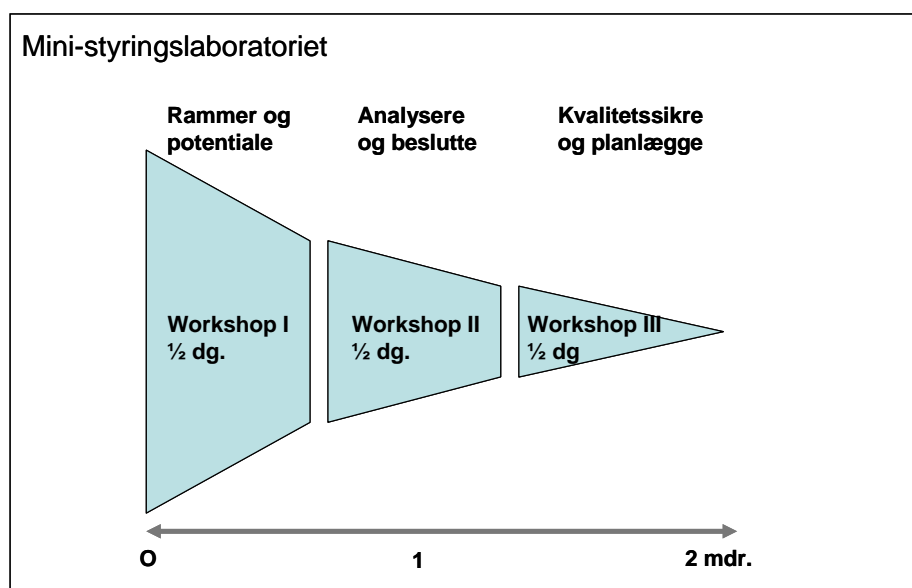 Mini-styringslaboratoriet
Rammer og
potentiale
Analysere
og beslutte
Kvalitetssikre
og planlægge
Workshop I
½ dg.
Workshop II
½ dg.
Workshop III
½ dg
O
1
2 mdr.